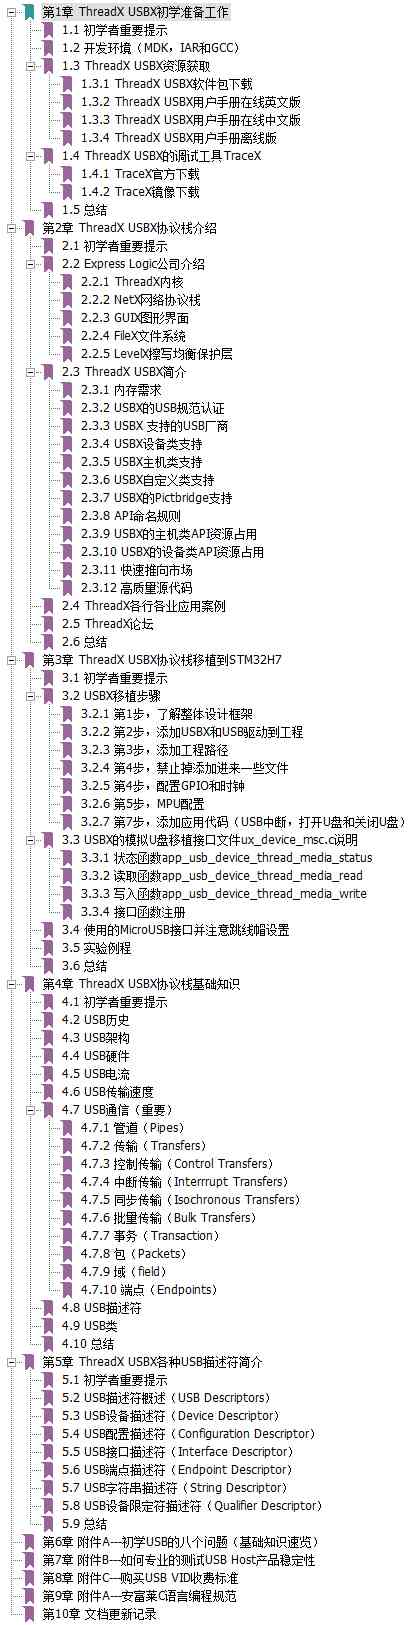 第1章 ThreadX USBX初学准备工作
1.1 初学者重要提示
1.2 开发环境（MDK，IAR和GCC）
1.3 ThreadX USBX资源获取
1.3.1 ThreadX USBX软件包下载
1.3.2 ThreadX USBX用户手册在线英文版
1.3.3 ThreadX USBX用户手册在线中文版
1.3.4 ThreadX USBX用户手册离线版
1.4 ThreadX USBX的调试工具TraceX
1.4.1 TraceX官方下载
1.4.2 TraceX镜像下载
1.5 总结
第2章 ThreadX USBX协议栈介绍
2.1 初学者重要提示
2.2 Express Logic公司介绍
2.2.1 ThreadX内核
2.2.2 NetX网络协议栈
2.2.3 GUIX图形界面
2.2.4 FileX文件系统
2.2.5 LevelX擦写均衡保护层
2.3 ThreadX USBX简介
2.3.1 内存需求
2.3.2 USBX的USB规范认证
2.3.3 USBX 支持的USB厂商
2.3.4 USBX设备类支持
2.3.5 USBX主机类支持
2.3.6 USBX自定义类支持
2.3.7 USBX的Pictbridge支持
2.3.8 API命名规则
2.3.9 USBX的主机类API资源占用
2.3.10 USBX的设备类API资源占用
2.3.11 快速推向市场
2.3.12 高质量源代码
2.4 ThreadX各行各业应用案例
2.5 ThreadX论坛
2.6 总结
第3章 ThreadX USBX协议栈移植到STM32H7
3.1 初学者重要提示
3.2 USBX移植步骤
3.2.1 第1步，了解整体设计框架
3.2.2 第2步，添加USBX和USB驱动到工程
3.2.3 第3步，添加工程路径
3.2.4 第4步，禁止掉添加进来一些文件
3.2.5 第4步，配置GPIO和时钟
3.2.6 第5步，MPU配置
3.2.7 第7步，添加应用代码（USB中断，打开U盘和关闭U盘）
3.3 USBX的模拟U盘移植接口文件ux_device_msc.c说明
3.3.1 状态函数app_usb_device_thread_media_status
3.3.2 读取函数app_usb_device_thread_media_read
3.3.3 写入函数app_usb_device_thread_media_write
3.3.4 接口函数注册
3.4 使用的MicroUSB接口并注意跳线帽设置
3.5 实验例程
3.6 总结
第4章 ThreadX USBX协议栈基础知识
4.1 初学者重要提示
4.2 USB历史
4.3 USB架构
4.4 USB硬件
4.5 USB电流
4.6 USB传输速度
4.7 USB通信（重要）
4.7.1 管道（Pipes）
4.7.2 传输（Transfers）
4.7.3 控制传输（Control Transfers）
4.7.4 中断传输（Interrrupt Transfers）
4.7.5 同步传输（Isochronous Transfers）
4.7.6 批量传输（Bulk Transfers）
4.7.7 事务（Transaction）
4.7.8 包（Packets）
4.7.9 域（field）
4.7.10 端点（Endpoints）
4.8 USB描述符
4.9 USB类
4.10 总结
第5章 ThreadX USBX各种USB描述符简介
5.1 初学者重要提示
5.2 USB描述符概述（USB Descriptors）
5.3 USB设备描述符（Device Descriptor）
5.4 USB配置描述符（Configuration Descriptor）
5.5 USB接口描述符（Interface Descriptor）
5.6 USB端点描述符（Endpoint Descriptor）
5.7 USB字符串描述符（String Descriptor）
5.8 USB设备限定符描述符（Qualifier Descriptor）
5.9 总结
第6章 附件A---初学USB的八个问题（基础知识速览）
第7章 附件B---如何专业的测试USB Host产品稳定性
第8章 附件C---购买USB VID收费标准
第9章 附件A---安富莱C语言编程规范
第10章 文档更新记录